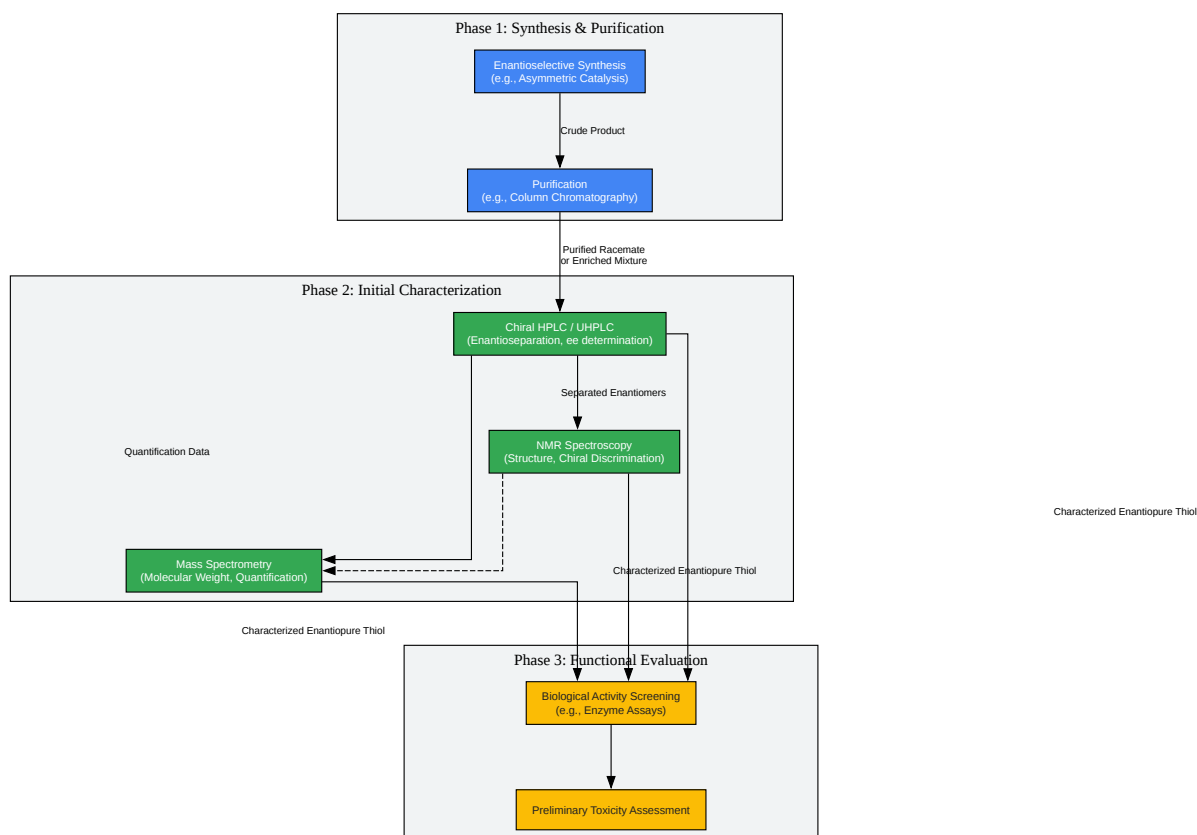 Phase 1: Synthesis & Purification
Enantioselective Synthesis
(e.g., Asymmetric Catalysis)
Crude Product
Purification
(e.g., Column Chromatography)
Purified Racemate
or Enriched Mixture
Phase 2: Initial Characterization
Chiral HPLC / UHPLC
(Enantioseparation, ee determination)
Separated Enantiomers
NMR Spectroscopy
(Structure, Chiral Discrimination)
Quantification Data
Characterized Enantiopure Thiol
Mass Spectrometry
(Molecular Weight, Quantification)
Characterized Enantiopure Thiol
Characterized Enantiopure Thiol
Phase 3: Functional Evaluation
Biological Activity Screening
(e.g., Enzyme Assays)
Preliminary Toxicity Assessment